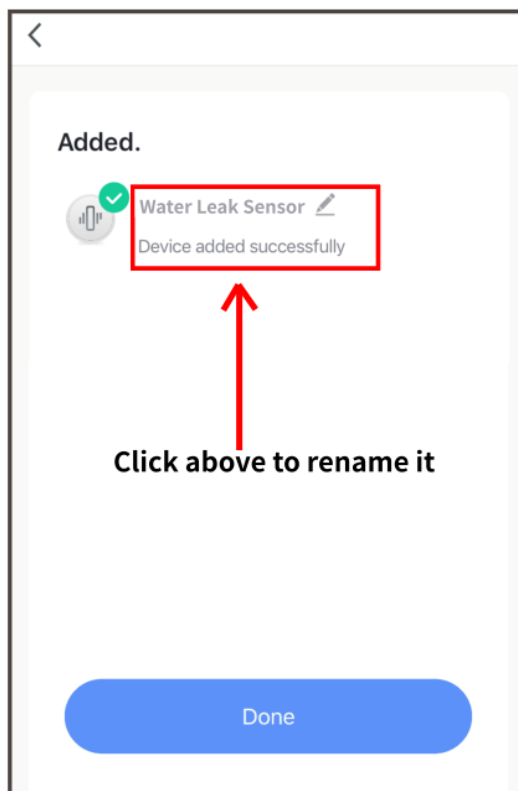 Added.
Water Leak Sensor
Device added successfully
Click above to rename it
Done